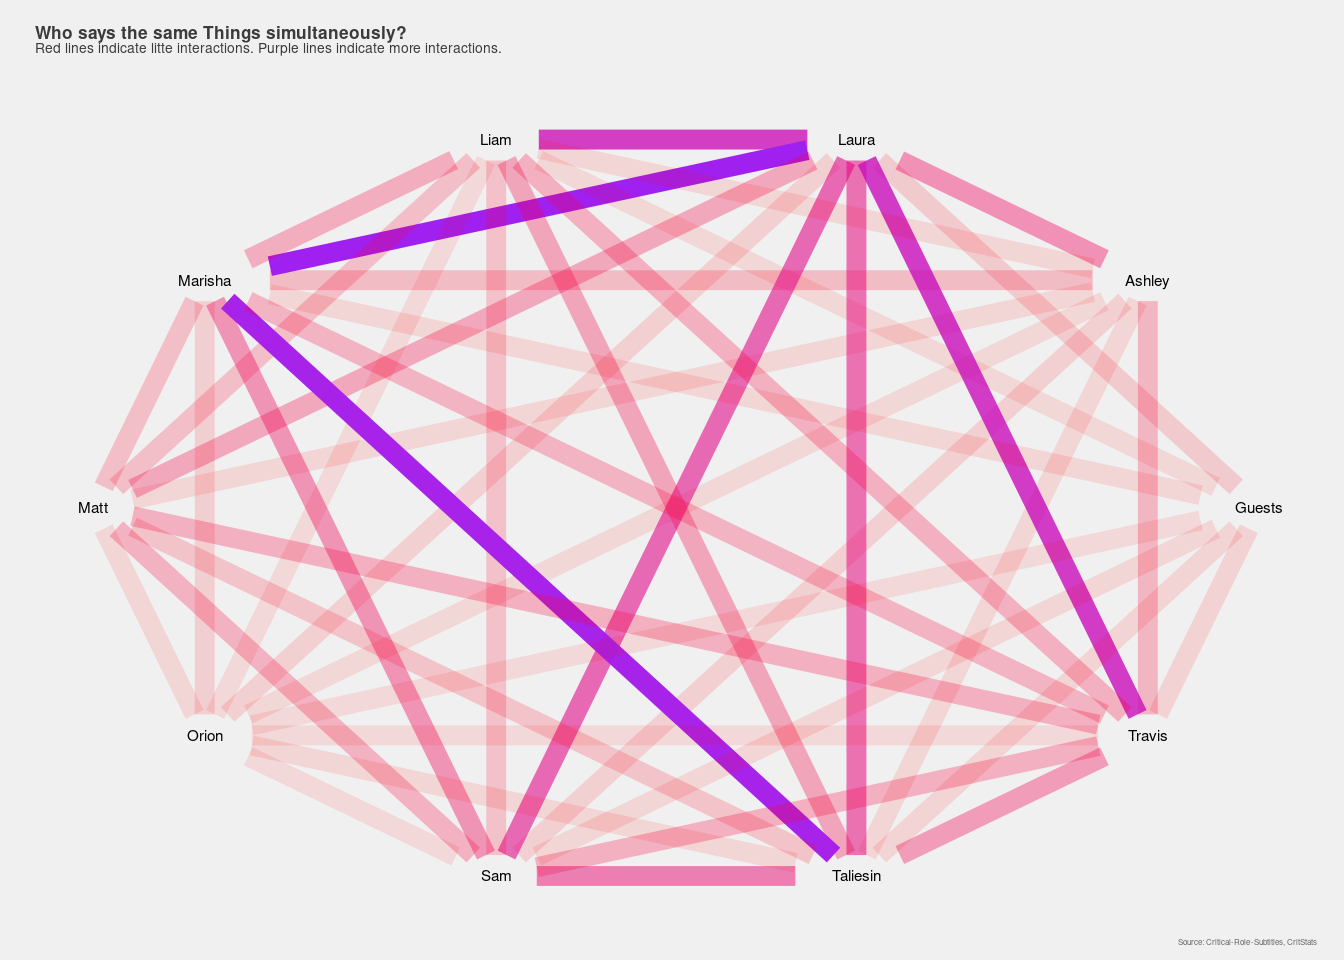 Who says the same Things simultaneously?
Red lines indicate litte interactions. Purple lines indicate more interactions.
Liam
Laura
Marisha
Ashley
Matt
Guests
Orion
Travis
Sam
Taliesin
Source: Critical-Role-Subtitles, CritStats